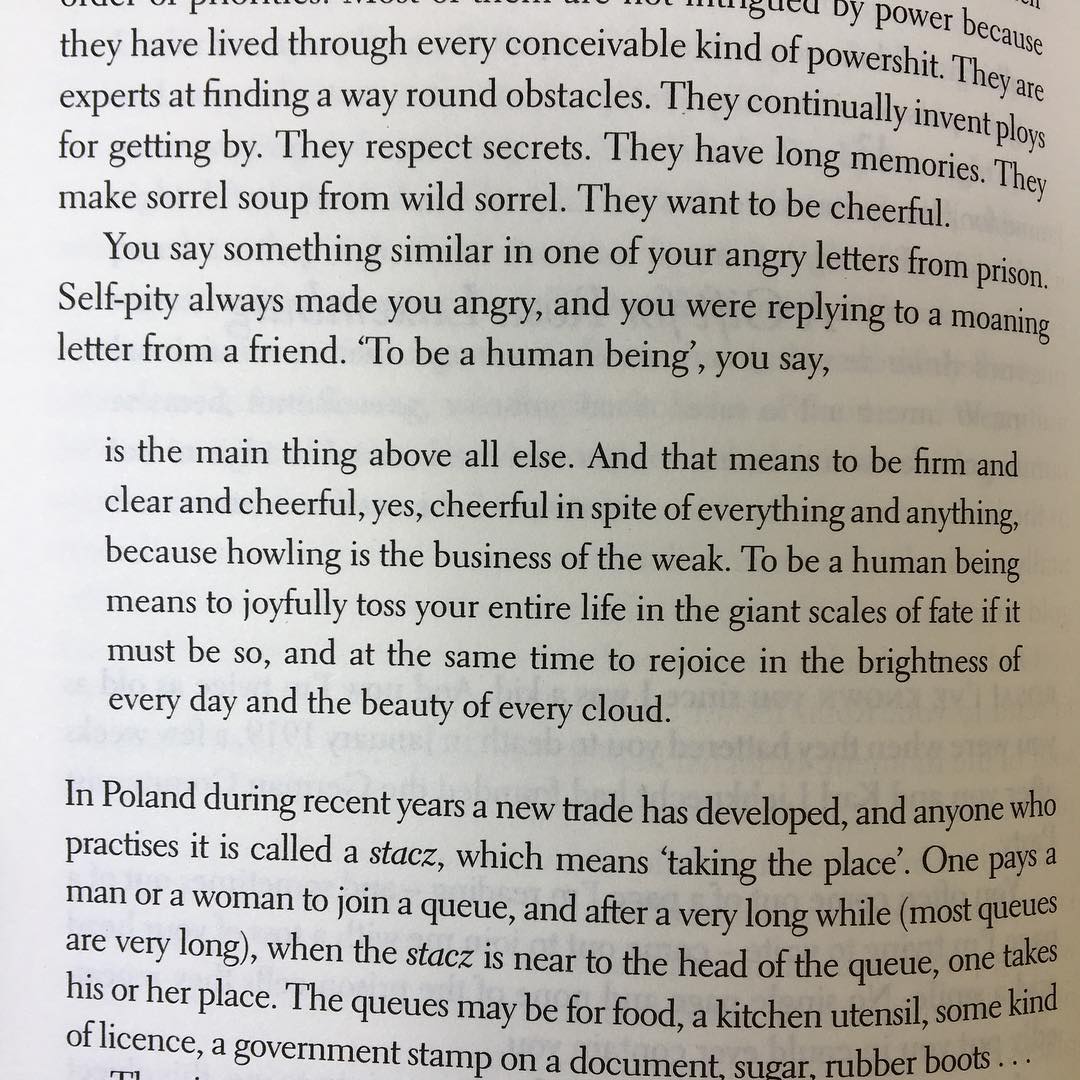 order of priorities. Most of them are not intrigued by power because
they have lived through every conceivable kind of powershit. They are
experts at finding a way round obstacles. They continually invent ploys
for getting by. They respect secrets. They have long memories. They
make sorrel soup from wild sorrel. They want to be cheerful.
You say something similar in one of your angry letters from prison.
Self-pity always made you angry, and you were replying to a moaning
letter from a friend. ‘To be a human being’, you say,
is the main thing above all else. And that means to be firm and
clear and cheerful, yes, cheerful in spite of everything and anything,
because howling is the business of the weak. To be a human being
means to joyfully toss your entire life in the giant scales of fate if it
must be so, and at the same time to rejoice in the brightness of
every day and the beauty of every cloud.
In Poland during recent years a new trade has developed, and anyone who
practises it is called a stacz, which means ‘taking the place’. One pays a
man or a woman to join a queue, and after a very long while (most queues
are very long), when the stacz is near to the head of the queue, one takes
his or her place. The queues may be for food, a kitchen utensil, some kind
of licence, a government stamp on a document, sugar, rubber boots . . .